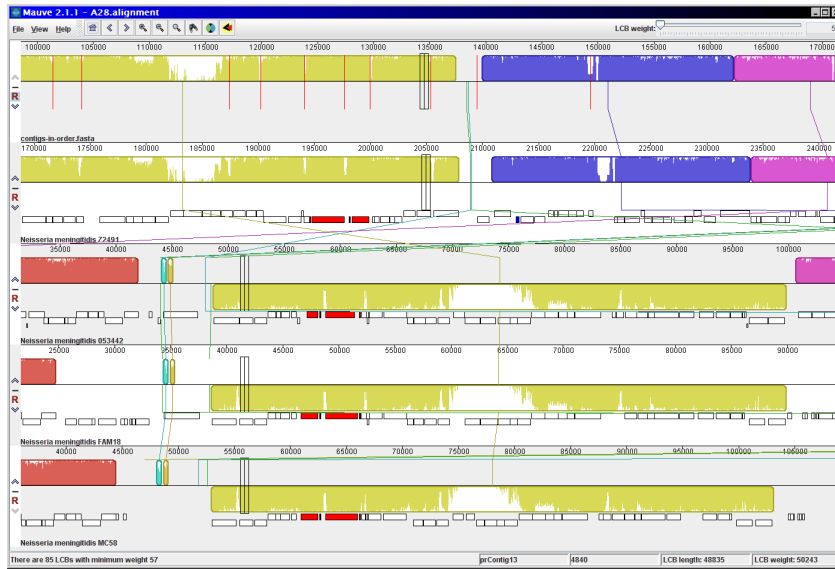 Mauve 2.1.1 - A28.alignment
File View Help
LCB weight:
100000 105000 110000 115000 120000 125000 130000 135000 140000 145000 150000 155000 160000 165000 170000
R
contigs-in-order.fasta
170000 175000 180000 185000 190000 195000 200000 205000 210000 215000 220000 225000 230000 235000 240000
R
Neisseria meningitidis Z2491
35000 40000 45000 50000 55000 60000 65000 70000 75000 80000 85000 90000 95000 100000
R
Neisseria meningitidis 053442
25000 30000 35000 40000 45000 50000 55000 60000 65000 70000 75000 80000 85000 90000
R
Neisseria meningitidis FAM18
40000 45000 50000 55000 60000 65000 70000 75000 80000 85000 90000 95000 100000 105000
R
Neisseria meningitidis MC58
There are 85 LCBs with minimum weight 57 prContig13 4840 LCB length: 48835 LCB weight: 50243